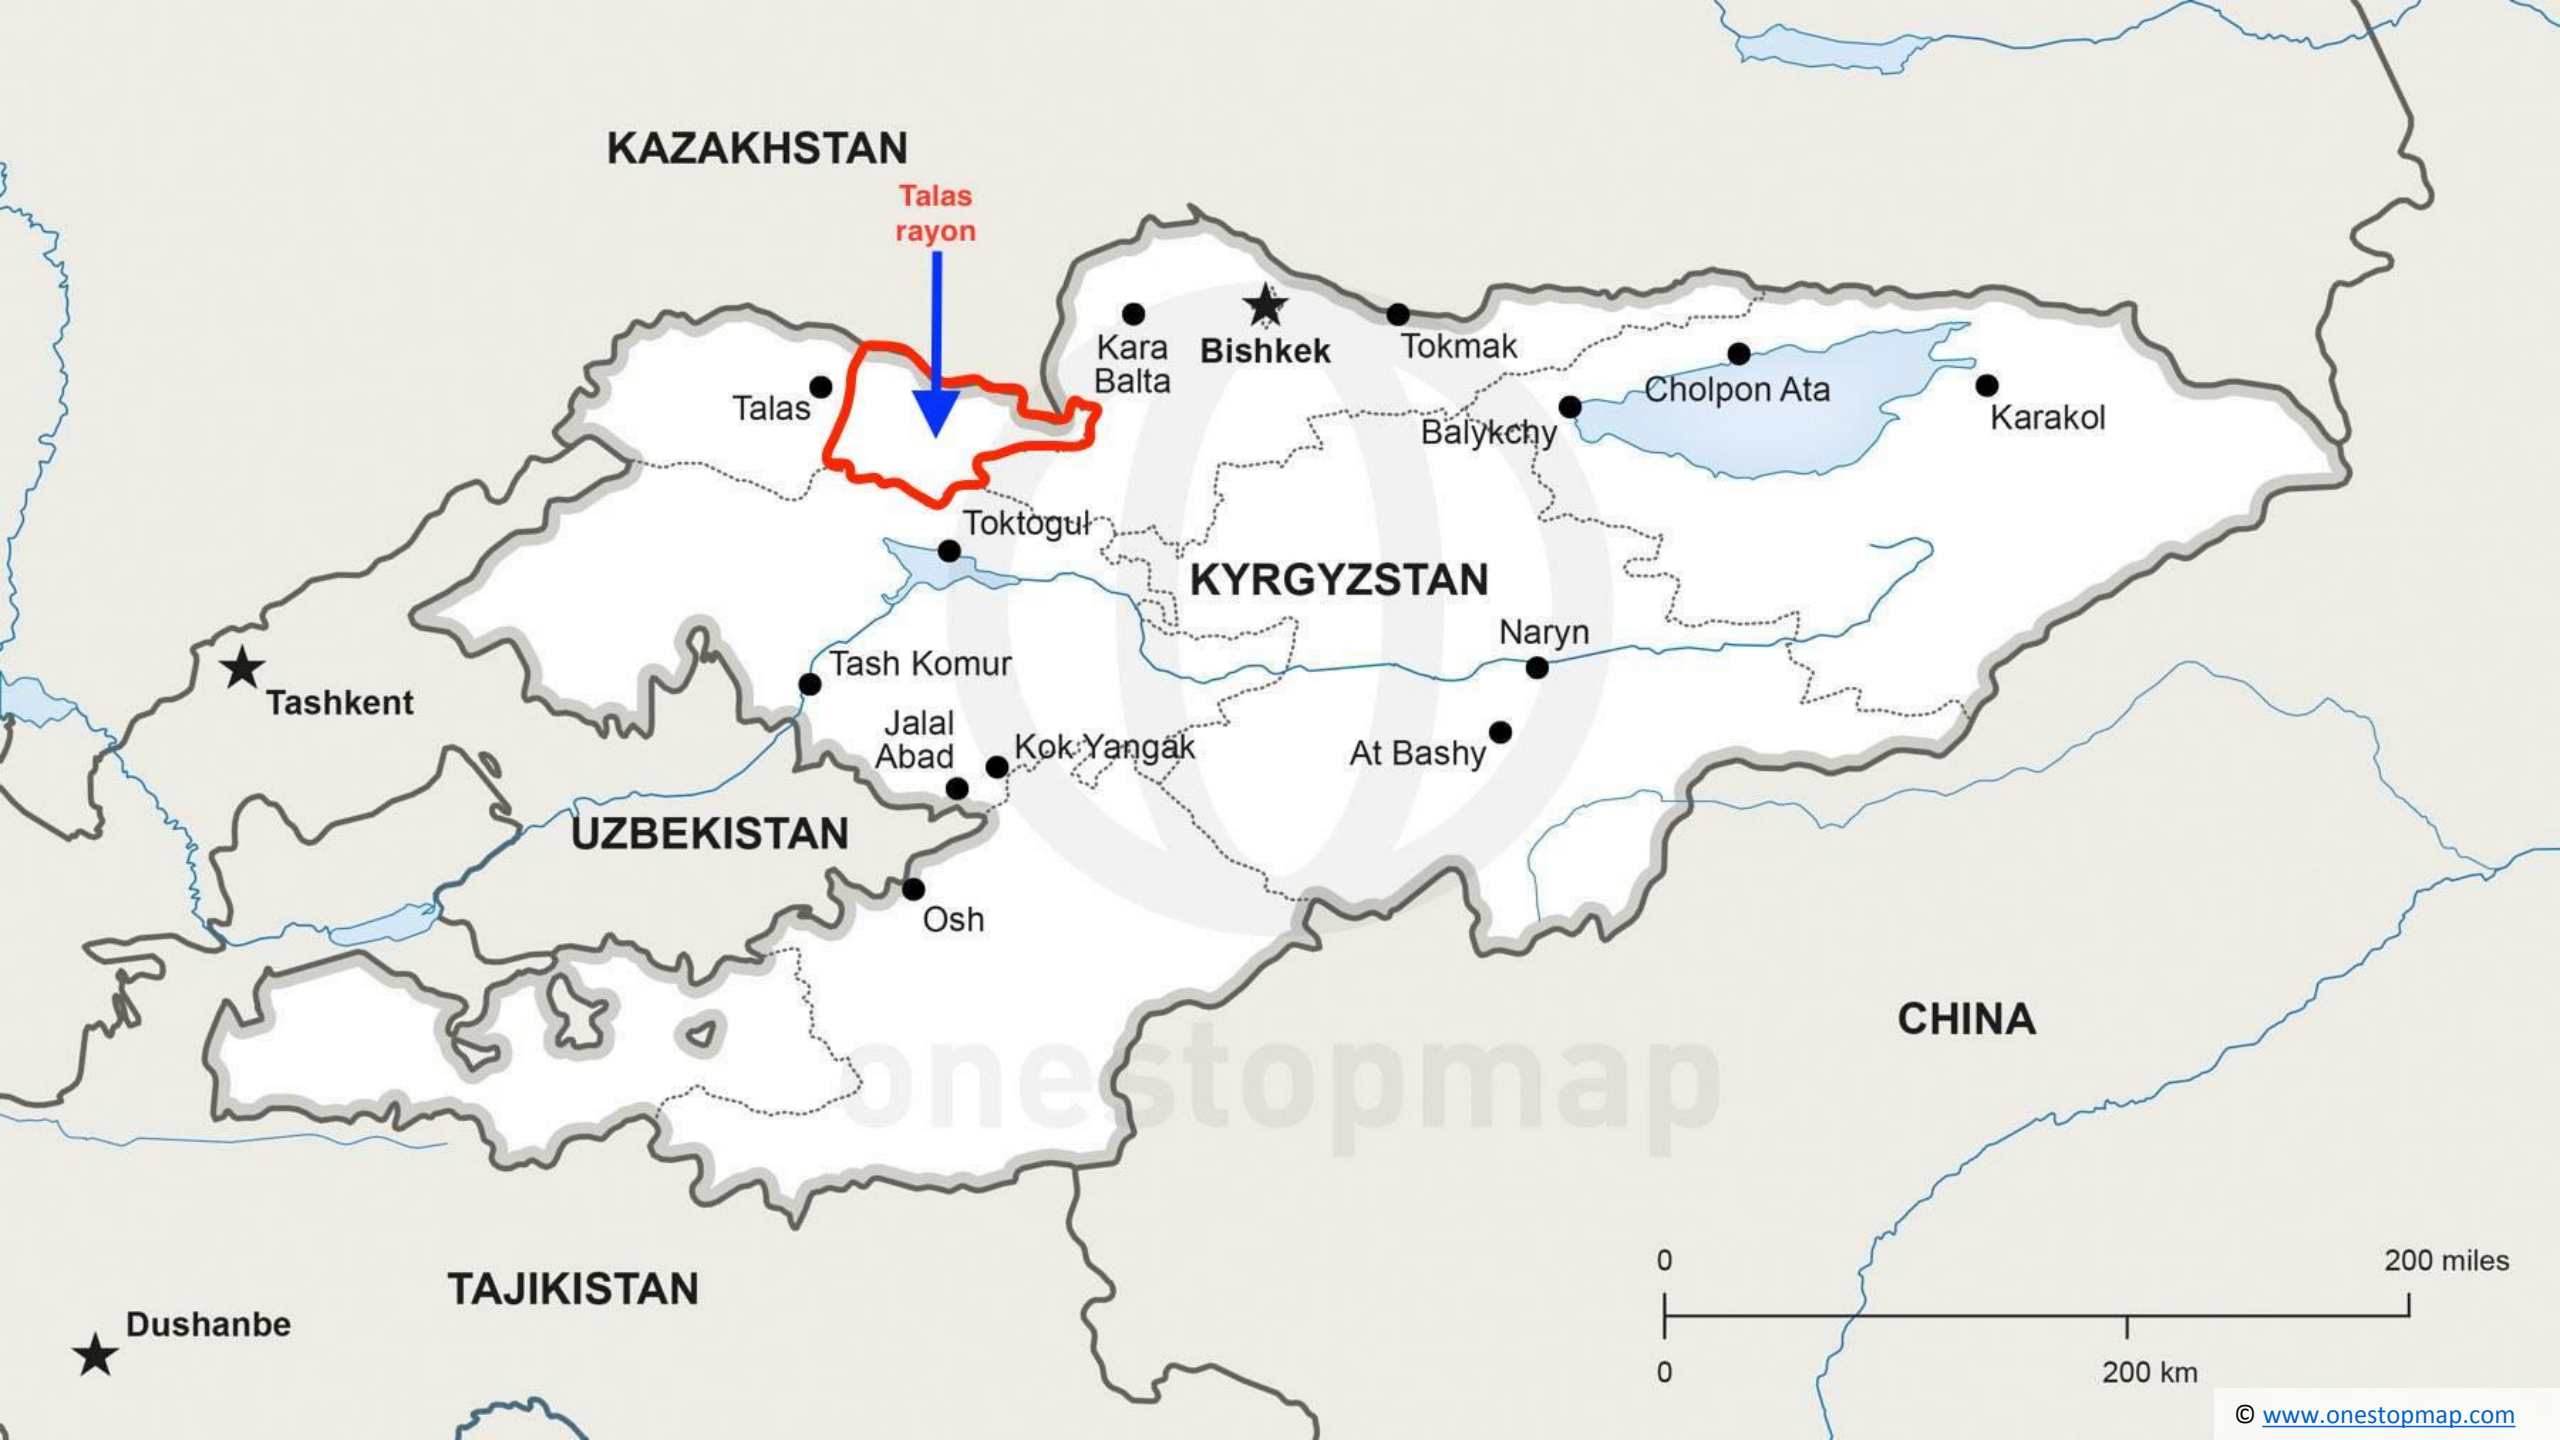 KAZAKHSTAN
Talas
rayon
Kara
Balta
Bishkek
Tokmak
Cholpon Ata
Karakol
Talas
Balykchy
Toktogul
KYRGYZSTAN
Naryn
Tash Komur
Tashkent
Jalal
Abad
Kok Yangak
At Bashy
UZBEKISTAN
Osh
CHINA
onestopmap
TAJIKISTAN
Dushanbe
0
200 miles
0
200 km
© www.onestopmap.com